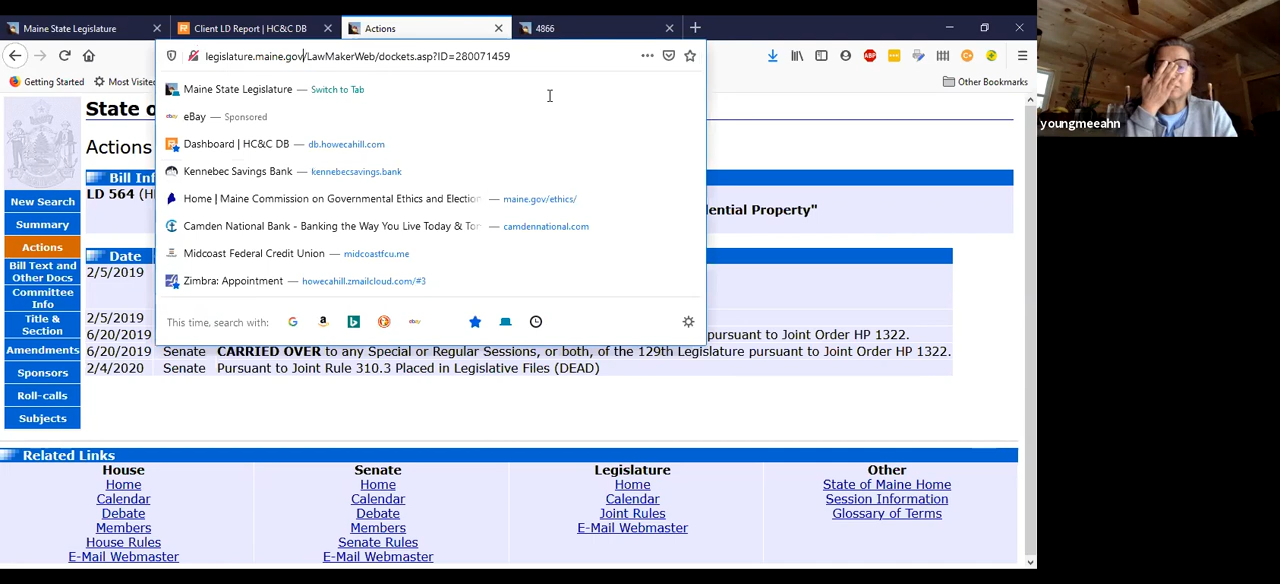 Maine State Legislature
Client LD Report | HC&C DB
Actions
4866
legislature.maine.gov/LawMakerWeb/dockets.asp?ID=280071459
Getting Started
Most Visited
Other Bookmarks
Maine State Legislature — Switch to Tab
eBay — Sponsored
Dashboard | HC&C DB — db.howecahill.com
Kennebec Savings Bank — kennebecsavings.bank
Home | Maine Commission on Governmental Ethics and Election — maine.gov/ethics/
Camden National Bank - Banking the Way You Live Today & To — camdennational.com
Midcoast Federal Credit Union — midcoastfcu.me
Zimbra: Appointment — howecahill.zmailcloud.com/#3
This time, search with:
youngmeeahn
State o
Actions
Bill Inf
LD 564 (H
dential Property"
New Search
Summary
Actions
Bill Text and
Other Docs
Committee
Info
Title &
Section
Amendments
Sponsors
Roll-calls
Subjects
Date
2/5/2019
2/5/2019
6/20/2019 pursuant to Joint Order HP 1322.
6/20/2019 Senate CARRIED OVER to any Special or Regular Sessions, or both, of the 129th Legislature pursuant to Joint Order HP 1322.
2/4/2020 Senate Pursuant to Joint Rule 310.3 Placed in Legislative Files (DEAD)
Related Links
House
Home
Calendar
Debate
Members
House Rules
E-Mail Webmaster
Senate
Home
Calendar
Debate
Members
Senate Rules
E-Mail Webmaster
Legislature
Home
Calendar
Joint Rules
E-Mail Webmaster
Other
State of Maine Home
Session Information
Glossary of Terms